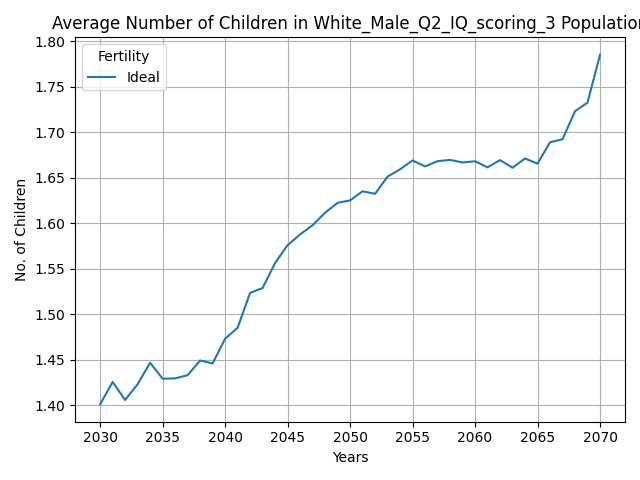 Average Number of Children in White_Male_Q2_IQ_scoring_3 Population
Fertility
Ideal
No. of Children
1.80
1.75
1.70
1.65
1.60
1.55
1.50
1.45
1.40
2030 2035 2040 2045 2050 2055 2060 2065 2070
Years